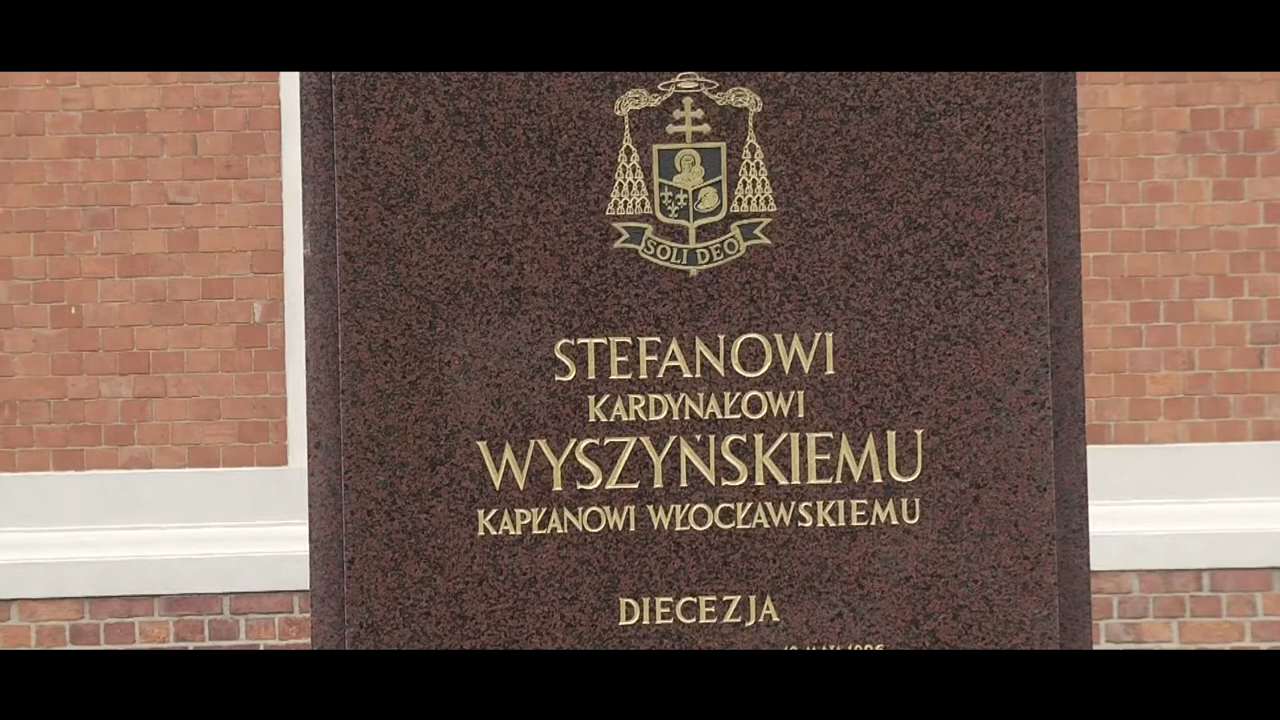 SOLI DEO
STEFANOWI
KARDYNAŁOWI
WYSZYŃSKIEMU
KAPŁANOWI WŁOCŁAWSKIEMU
DIECEZJA